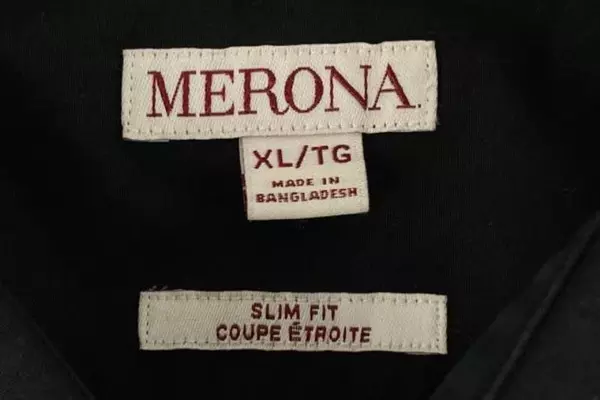 MERONA.
XL/TG
MADE IN
BANGLADESH
SLIM FIT
COUPE ÉTROITE